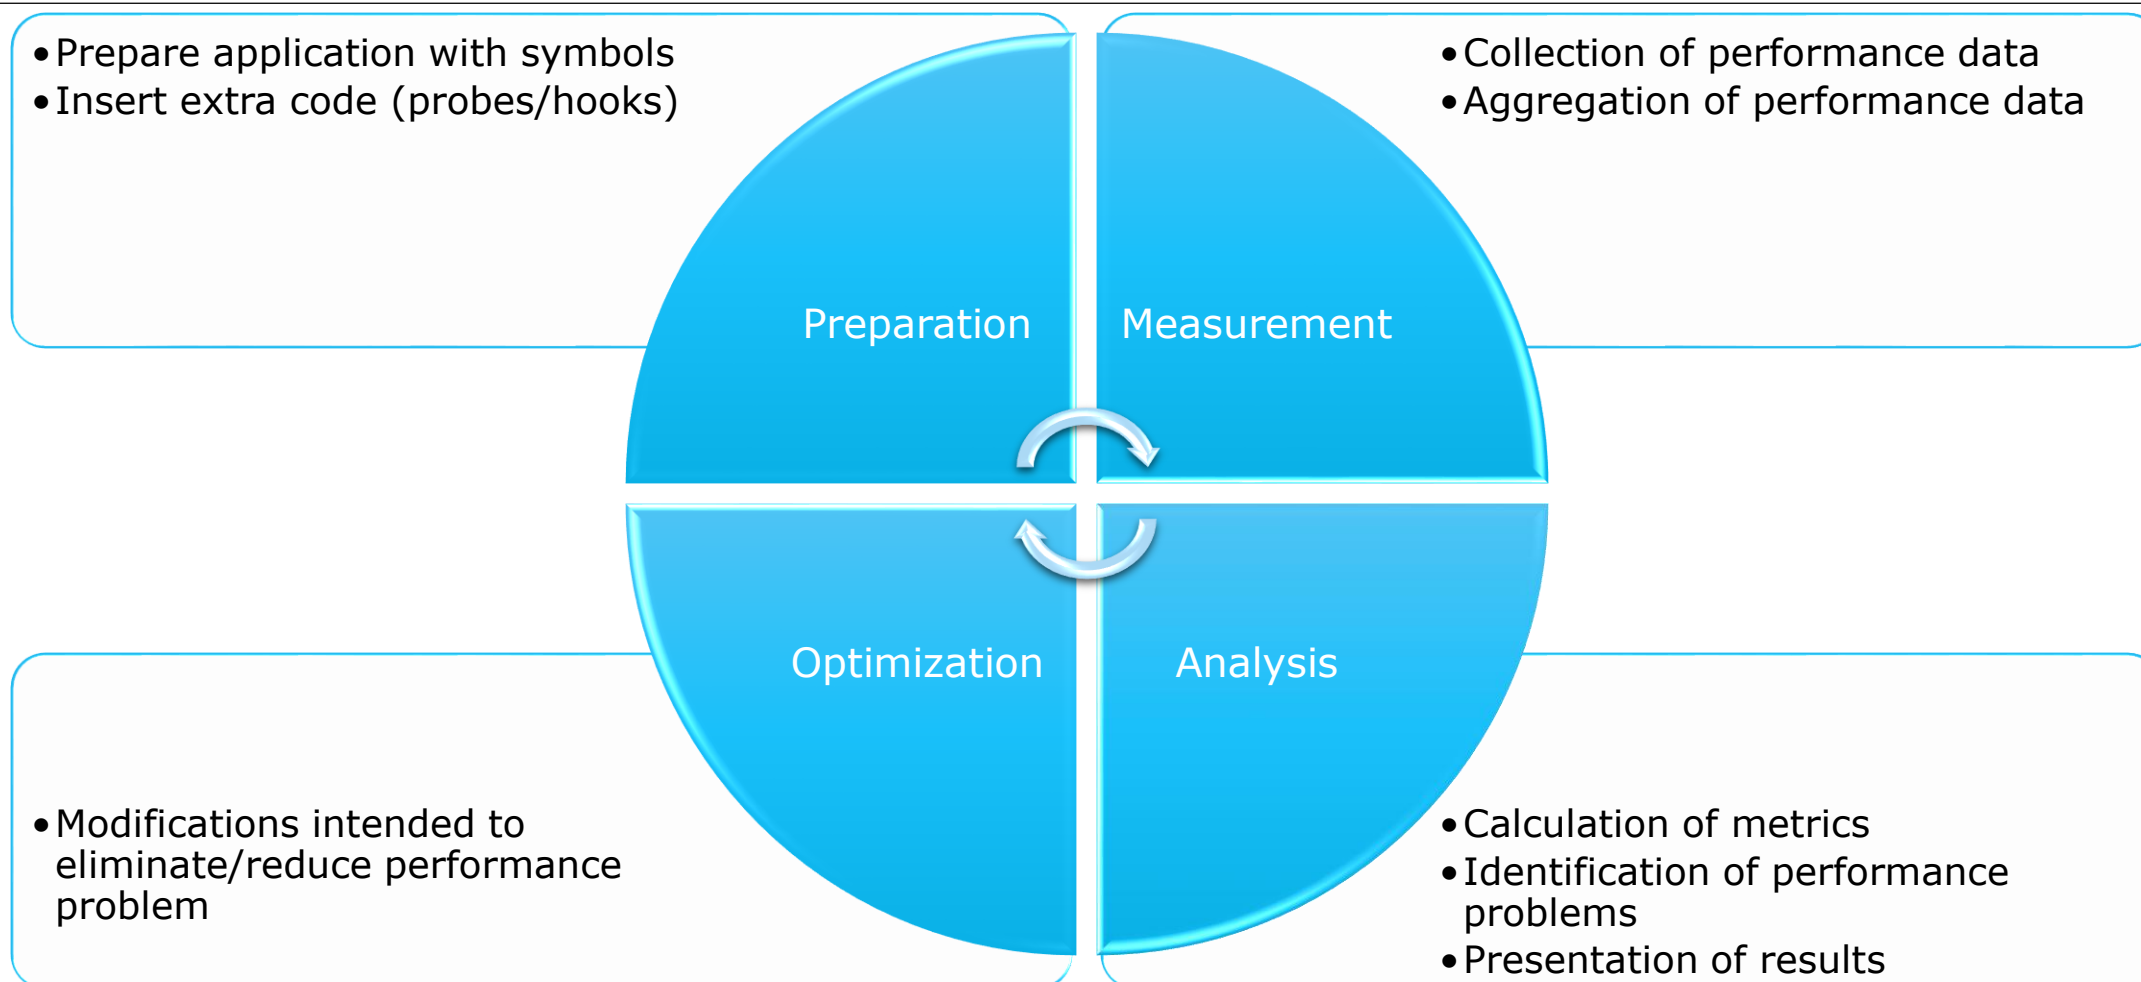 •Prepare application with symbols
•Insert extra code (probes/hooks)
•Collection of performance data
•Aggregation of performance data
Preparation
Measurement
Optimization
Analysis
•Modifications intended to
eliminate/reduce performance
problem
•Calculation of metrics
•Identification of performance
problems
•Presentation of results